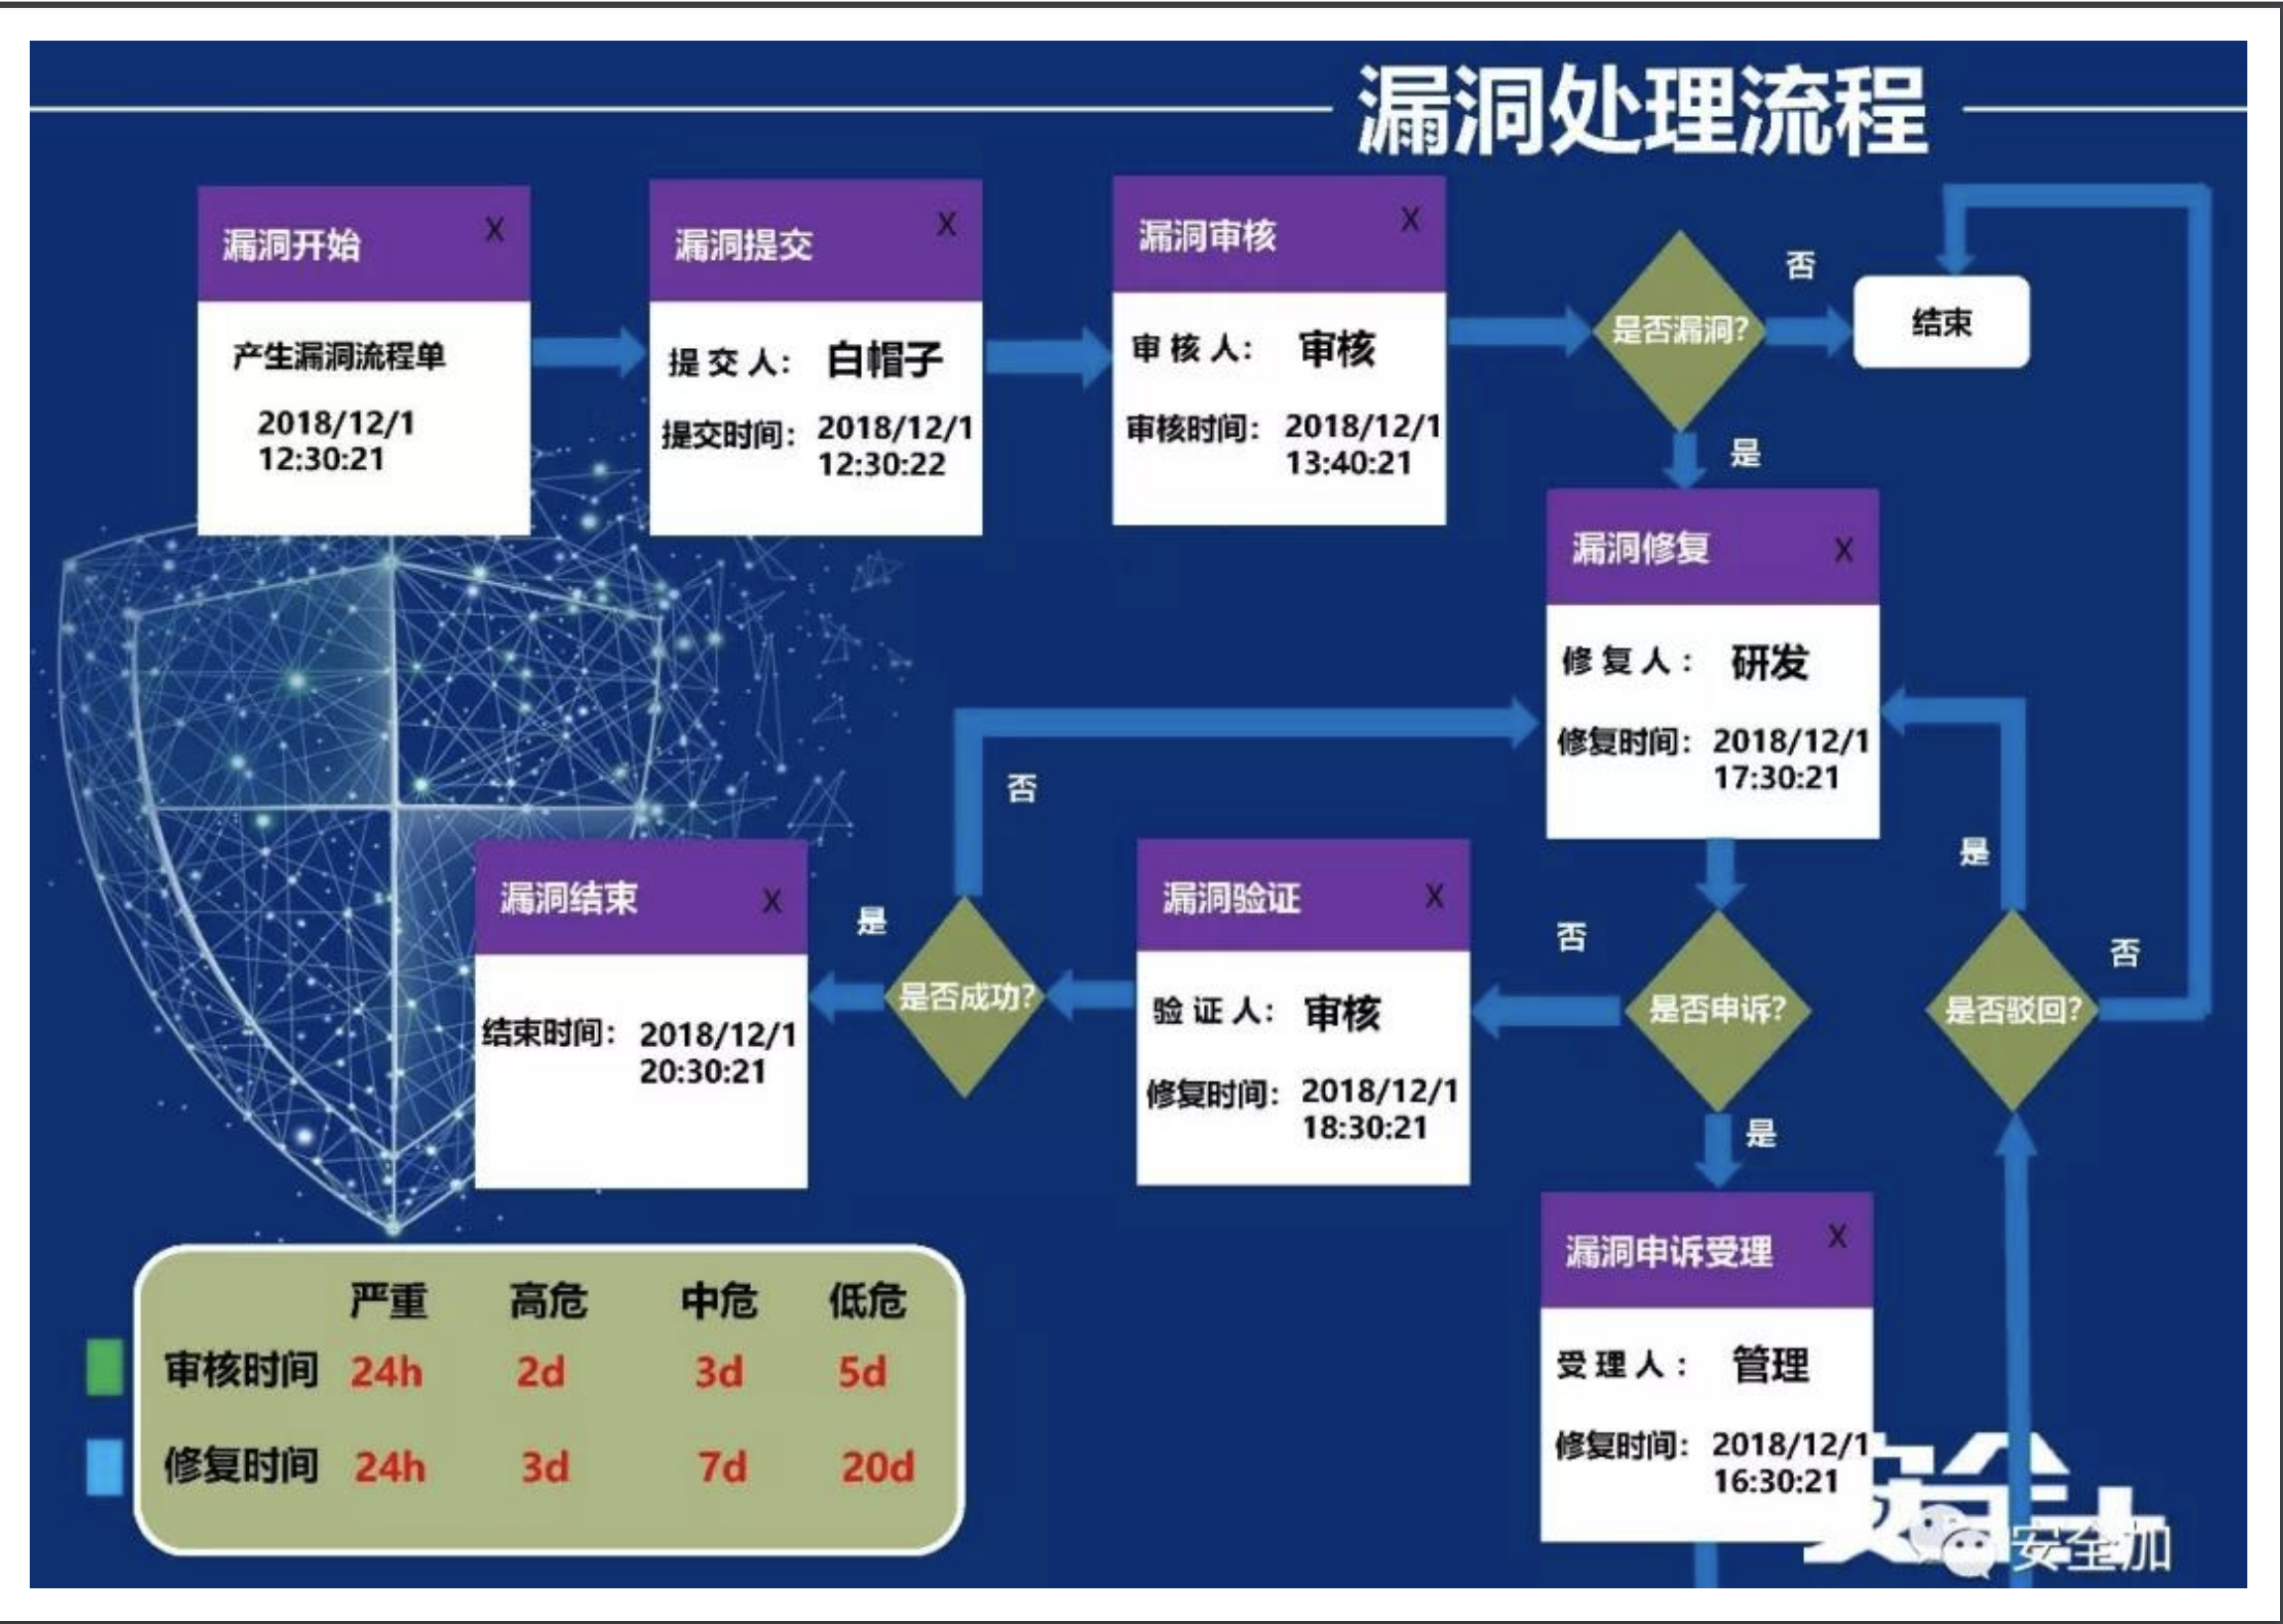 漏洞处理流程
漏洞开始 X
产生漏洞流程单
2018/12/1
12:30:21
漏洞提交 X
提 交 人： 白帽子
提交时间： 2018/12/1
12:30:22
漏洞审核 X
审 核 人： 审核
审核时间： 2018/12/1
13:40:21
是否漏洞?
否
结束
是
漏洞修复 X
修 复 人 ： 研发
修复时间： 2018/12/1
17:30:21
否
是
漏洞结束 X
结束时间： 2018/12/1
20:30:21
是
是否成功?
漏洞验证 X
验 证 人： 审核
修复时间： 2018/12/1
18:30:21
否
是否申诉?
是否驳回?
否
是
漏洞申诉受理 X
受 理 人 ： 管理
修复时间： 2018/12/1
16:30:21
严重 高危 中危 低危
审核时间 24h 2d 3d 5d
修复时间 24h 3d 7d 20d
安全加